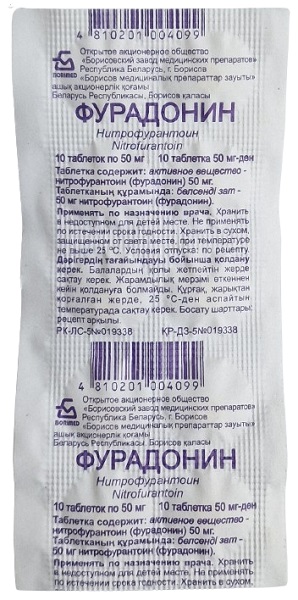 4 810201 004099
Открытое акционерное общество
«Борисовский завод медицинских препаратов»
Республика Беларусь, г. Борисов
«Борисов медициналық препараттар зауыты»
ашық акционерлік қоғамы
Беларусь Республикасы, Борисов қаласы
BORIMED
ФУРАДОНИН
Нитрофурантоин
Nitrofurantoin
10 таблеток по 50 мг 10 таблетка 50 мг-ден
Таблетка содержит: активное вещество -
нитрофурантоин (фурадонин) 50 мг.
Таблетканың құрамында: белсенді зат -
50 мг нитрофурантоин (фурадонин).
Применять по назначению врача. Хранить
в недоступном для детей месте. Не применять
по истечении срока годности. Хранить в сухом,
защищенном от света месте, при температуре
не выше 25 °С. Условия отпуска: по рецепту.
Дәрігердің тағайындауы бойынша қолдану
керек. Балалардың қолы жетпейтін жерде
сақтау керек. Жарамдылық мерзімі өткеннен
кейін қолдануға болмайды. Құрғақ, жарықтан
қорғалған жерде, 25 °С-ден аспайтын
температурада сақтау керек. Босату шарттары:
рецепт арқылы.
РК-ЛС-5№019338 ҚР-ДЗ-5№019338
4 810201 004099
Открытое акционерное общество
«Борисовский завод медицинских препаратов»
Республика Беларусь, г. Борисов
«Борисов медициналық препараттар зауыты»
ашық акционерлік қоғамы
Беларусь Республикасы, Борисов қаласы
BORIMED
ФУРАДОНИН
Нитрофурантоин
Nitrofurantoin
10 таблеток по 50 мг 10 таблетка 50 мг-ден
Таблетка содержит: активное вещество -
нитрофурантоин (фурадонин) 50 мг.
Таблетканың құрамында: белсенді зат -
50 мг нитрофурантоин (фурадонин).
Применять по назначению врача. Хранить
в недоступном для детей месте. Не применять
по истечении срока годности. Хранить в сухом,